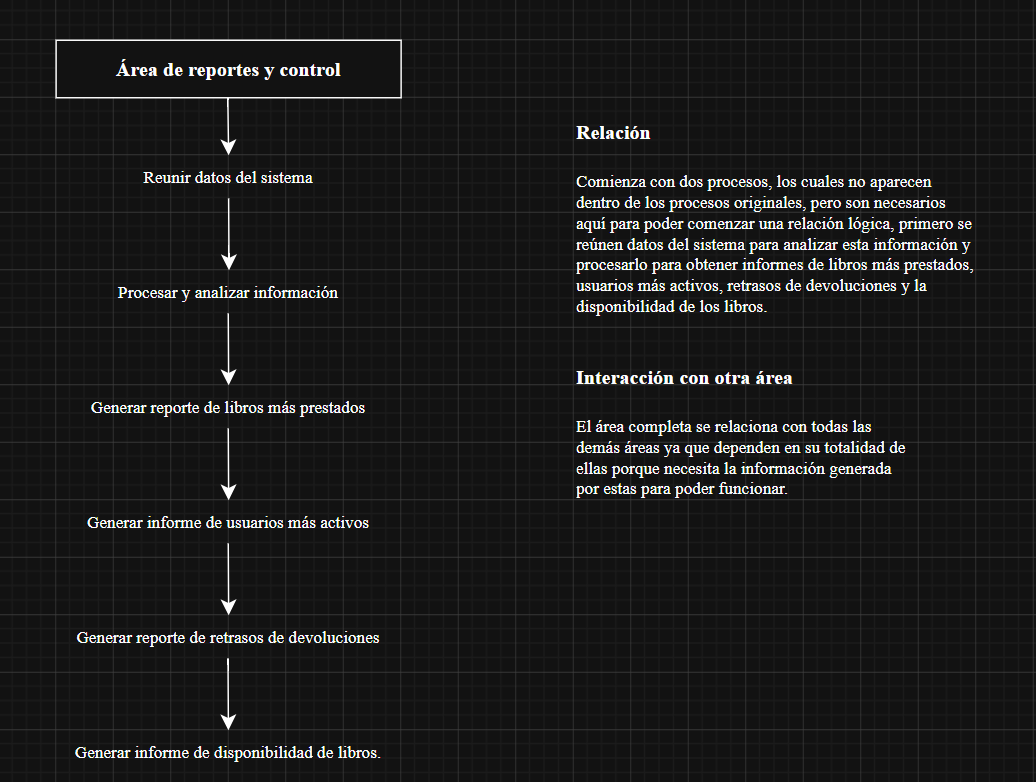 Área de reportes y control
Reunir datos del sistema
Procesar y analizar información
Generar reporte de libros más prestados
Generar informe de usuarios más activos
Generar reporte de retrasos de devoluciones
Generar informe de disponibilidad de libros.
Relación
Comienza con dos procesos, los cuales no aparecen
dentro de los procesos originales, pero son necesarios
aquí para poder comenzar una relación lógica, primero se
reúnen datos del sistema para analizar esta información y
procesarlo para obtener informes de libros más prestados,
usuarios más activos, retrasos de devoluciones y la
disponibilidad de los libros.
Interacción con otra área
El área completa se relaciona con todas las
demás áreas ya que dependen en su totalidad de
ellas porque necesita la información generada
por estas para poder funcionar.